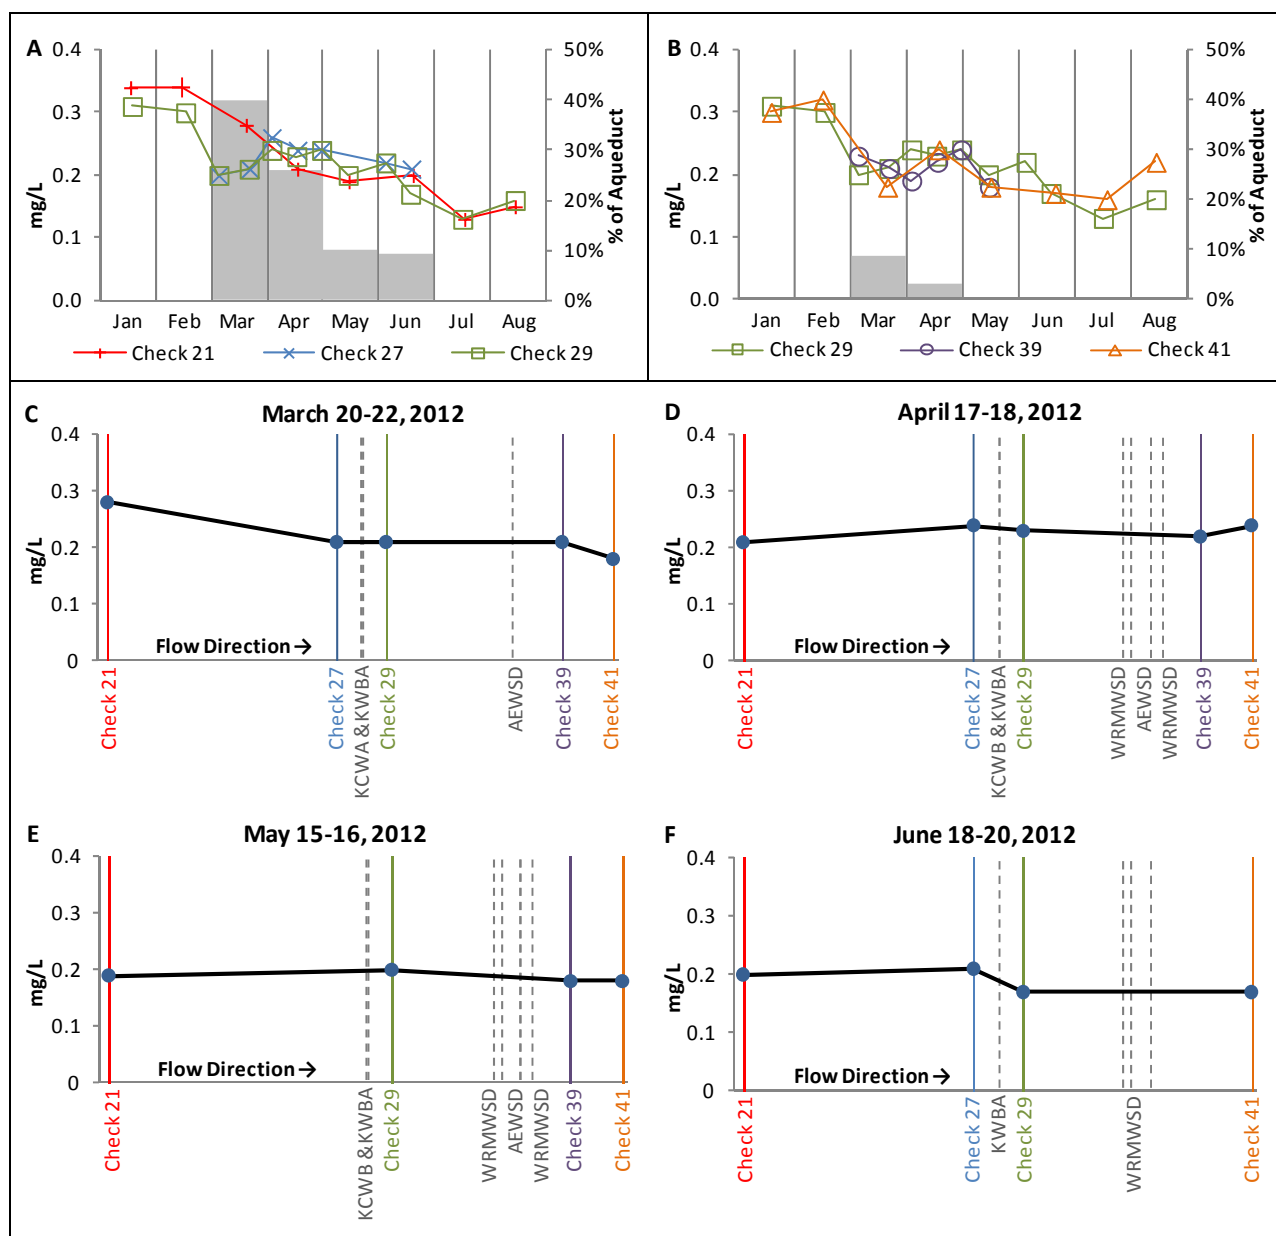 A
0.4
0.3
0.2
0.1
0.0
mg/L
50%
40%
30%
20%
10%
0%
% of Aqueduct
Jan Feb Mar Apr May Jun Jul Aug
Check 21 Check 27 Check 29
B
0.4
0.3
0.2
0.1
0.0
mg/L
50%
40%
30%
20%
10%
0%
% of Aqueduct
Jan Feb Mar Apr May Jun Jul Aug
Check 29 Check 39 Check 41
C
March 20-22, 2012
0.4
0.3
0.2
0.1
0
mg/L
Flow Direction →
Check 21
Check 27
KCWA & KWBA
Check 29
AEWSD
Check 39
Check 41
D
April 17-18, 2012
0.4
0.3
0.2
0.1
0
mg/L
Flow Direction →
Check 21
Check 27
KCWB & KWBA
Check 29
WRMWSD
AEWSD
WRMWSD
Check 39
Check 41
E
May 15-16, 2012
0.4
0.3
0.2
0.1
0
mg/L
Flow Direction →
Check 21
KCWB & KWBA
Check 29
WRMWSD
AEWSD
WRMWSD
Check 39
Check 41
F
June 18-20, 2012
0.4
0.3
0.2
0.1
0
mg/L
Flow Direction →
Check 21
Check 27
KWBA
Check 29
WRMWSD
Check 41